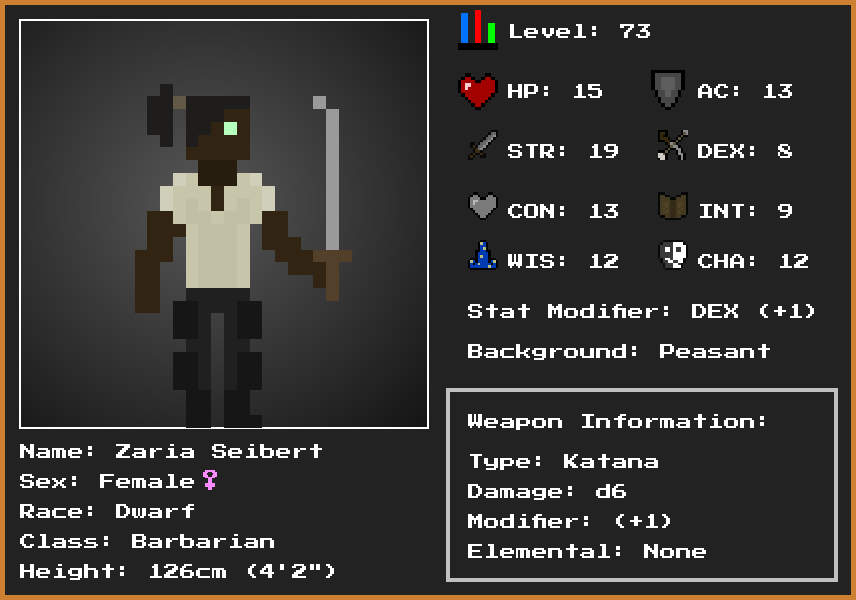 Level: 73
HP: 15
AC: 13
STR: 19
DEX: 8
CON: 13
INT: 9
WIS: 12
CHA: 12
Stat Modifier: DEX (+1)
Background: Peasant
Weapon Information:
Type: Katana
Damage: d6
Modifier: (+1)
Elemental: None
Name: Zaria Seibert
Sex: Female♀
Race: Dwarf
Class: Barbarian
Height: 126cm (4'2")